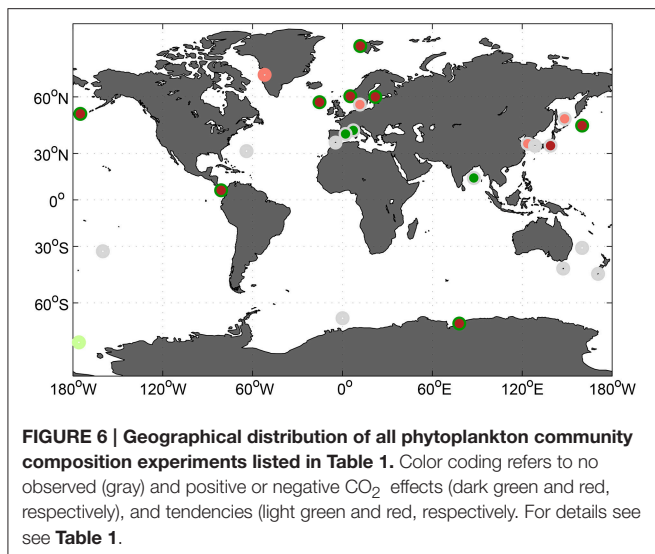 60°N
30°N
0°
30°S
60°S
180°W 120°W 60°W 0° 60°E 120°E 180°W
FIGURE 6 | Geographical distribution of all phytoplankton community
composition experiments listed in Table 1. Color coding refers to no
observed (gray) and positive or negative CO₂ effects (dark green and red,
respectively), and tendencies (light green and red, respectively. For details see
see Table 1.